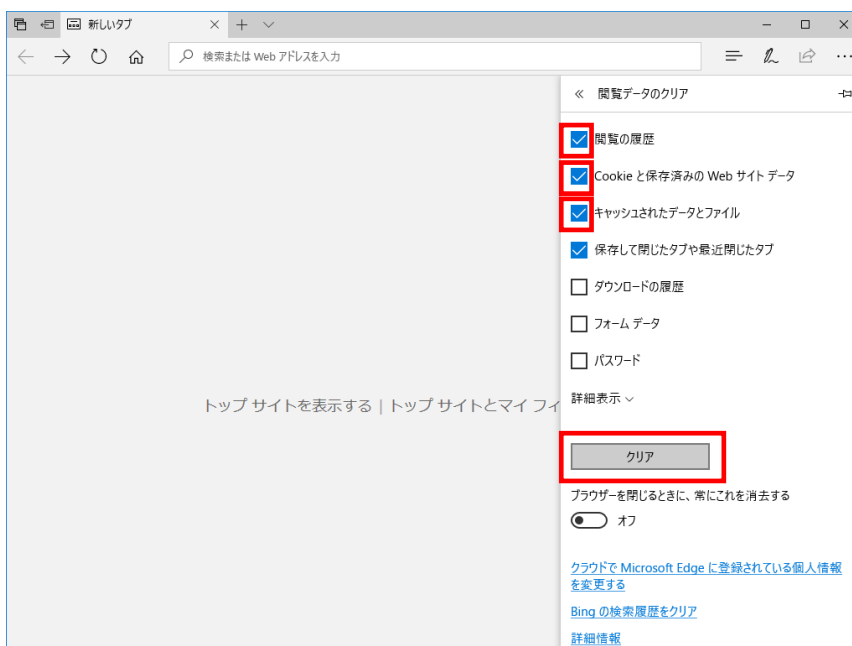 新しいタブ
検索または Web アドレスを入力
閲覧データのクリア
閲覧の履歴
Cookie と保存済みの Web サイト データ
キャッシュされたデータとファイル
保存して閉じたタブや最近閉じたタブ
ダウンロードの履歴
フォーム データ
パスワード
トップ サイトを表示する | トップ サイトとマイ フィ
詳細表示
クリア
ブラウザーを閉じるときに、常にこれを消去する
オフ
クラウドで Microsoft Edge に登録されている個人情報
を変更する
Bing の検索履歴をクリア
詳細情報